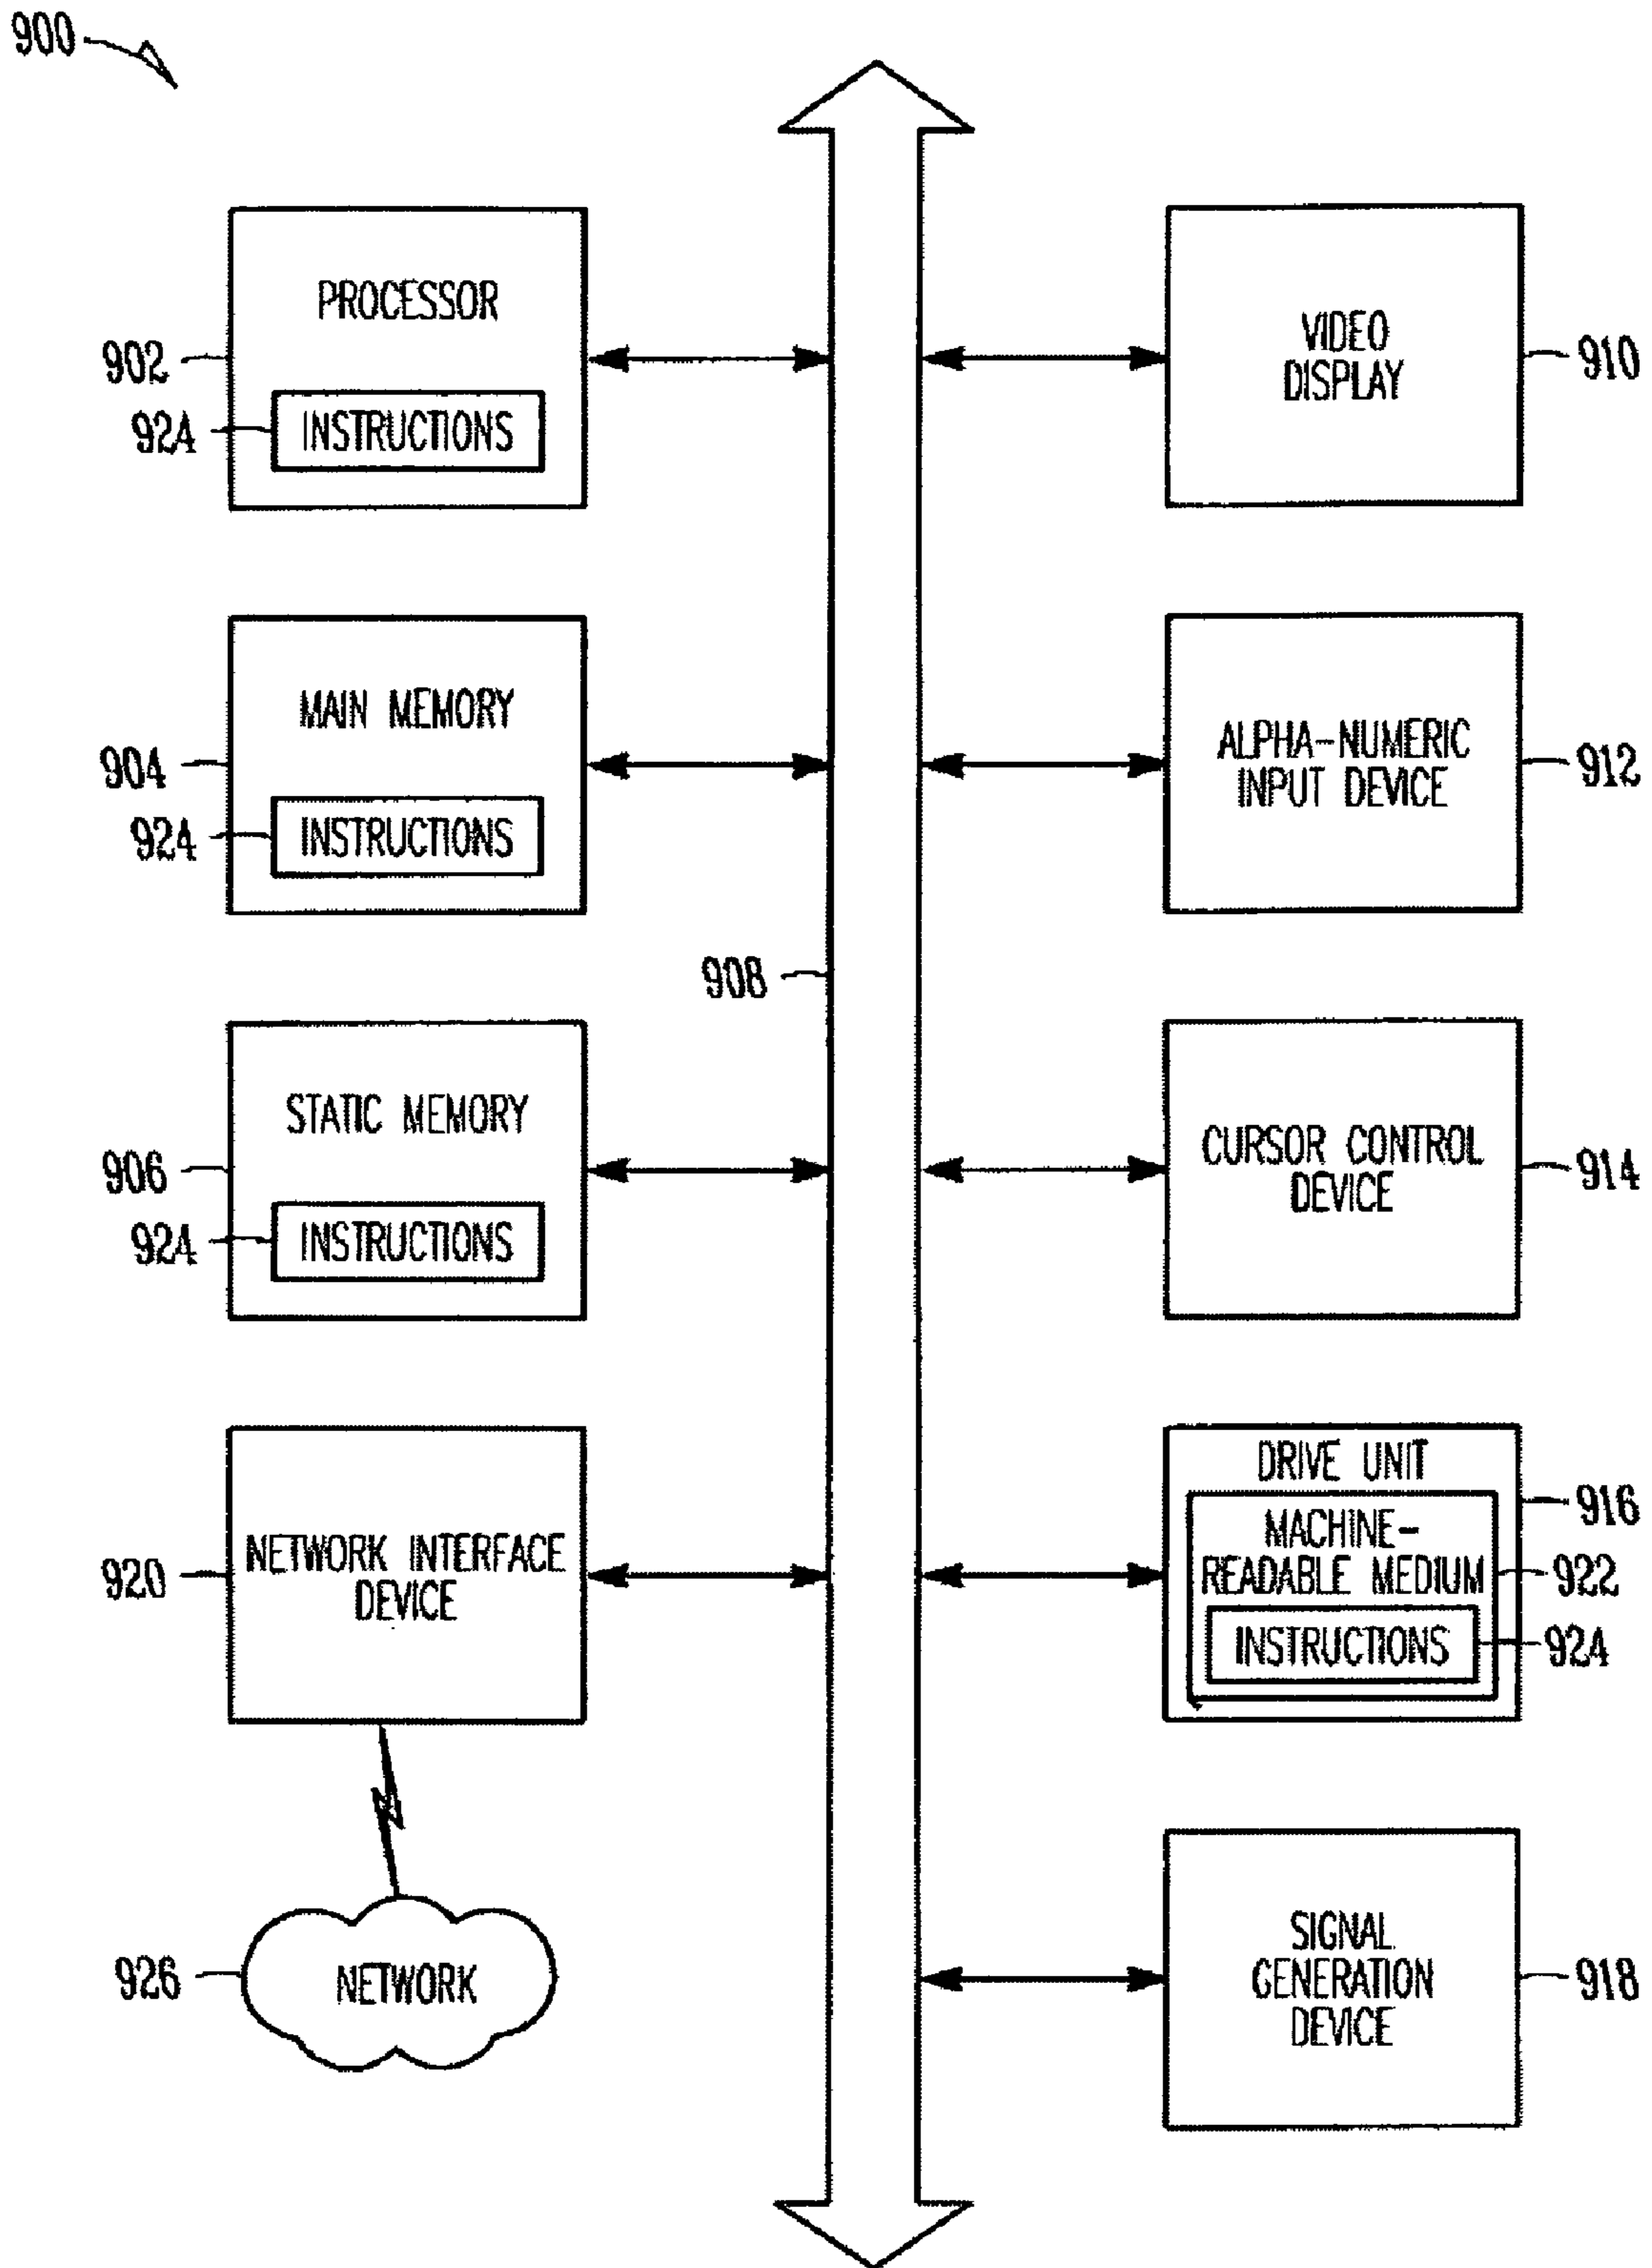 900
PROCESSOR
902
924
INSTRUCTIONS
VIDEO
DISPLAY
910
MAIN MEMORY
904
924
INSTRUCTIONS
ALPHA-NUMERIC
INPUT DEVICE
912
908
STATIC MEMORY
906
924
INSTRUCTIONS
CURSOR CONTROL
DEVICE
914
NETWORK INTERFACE
DEVICE
920
DRIVE UNIT
916
MACHINE-
READABLE MEDIUM
922
INSTRUCTIONS
924
926
NETWORK
SIGNAL
GENERATION
DEVICE
918